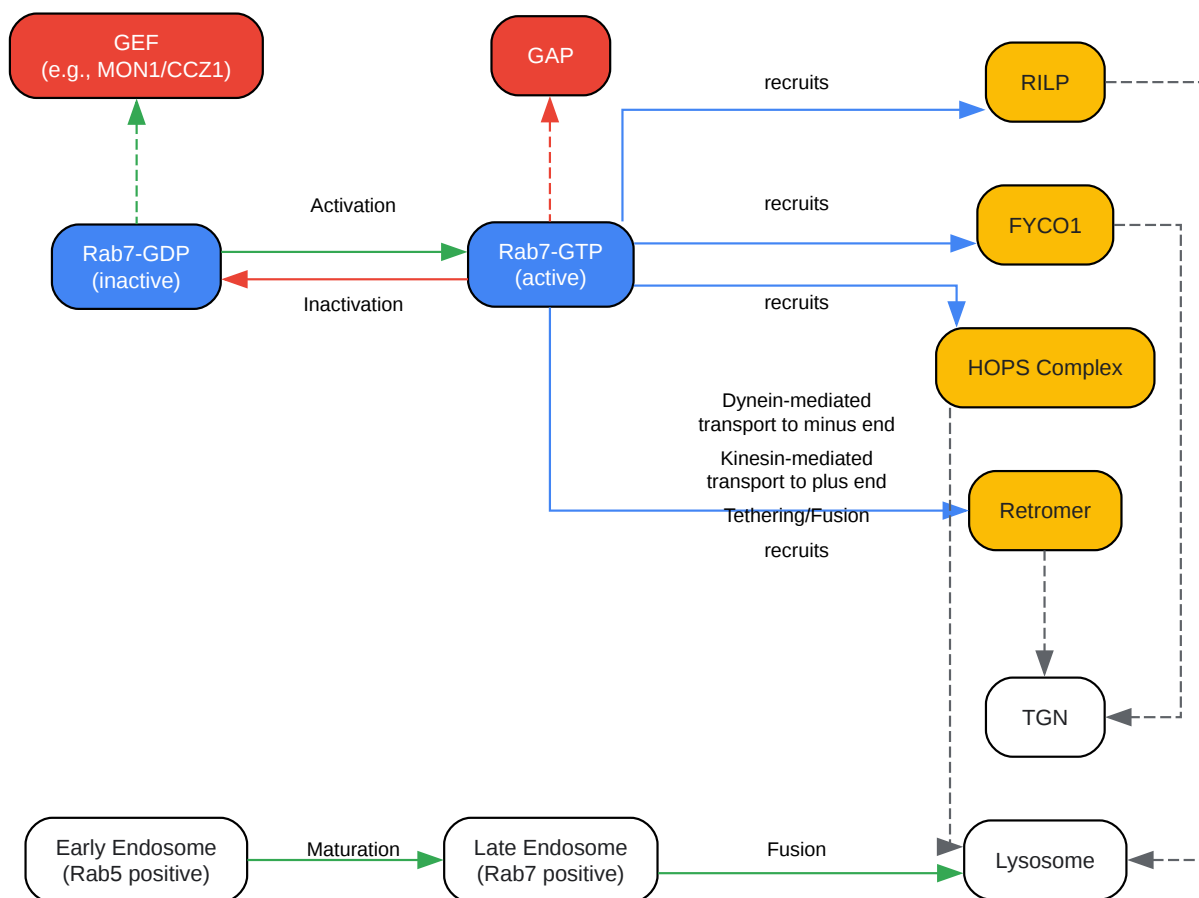 GEF
(e.g., MON1/CCZ1)
GAP
recruits
RILP
Activation
recruits
FYCO1
Rab7-GDP
(inactive)
Rab7-GTP
(active)
Inactivation
recruits
HOPS Complex
Dynein-mediated
transport to minus end
Kinesin-mediated
transport to plus end
Tethering/Fusion
Retromer
recruits
TGN
Early Endosome
(Rab5 positive)
Maturation
Late Endosome
(Rab7 positive)
Fusion
Lysosome